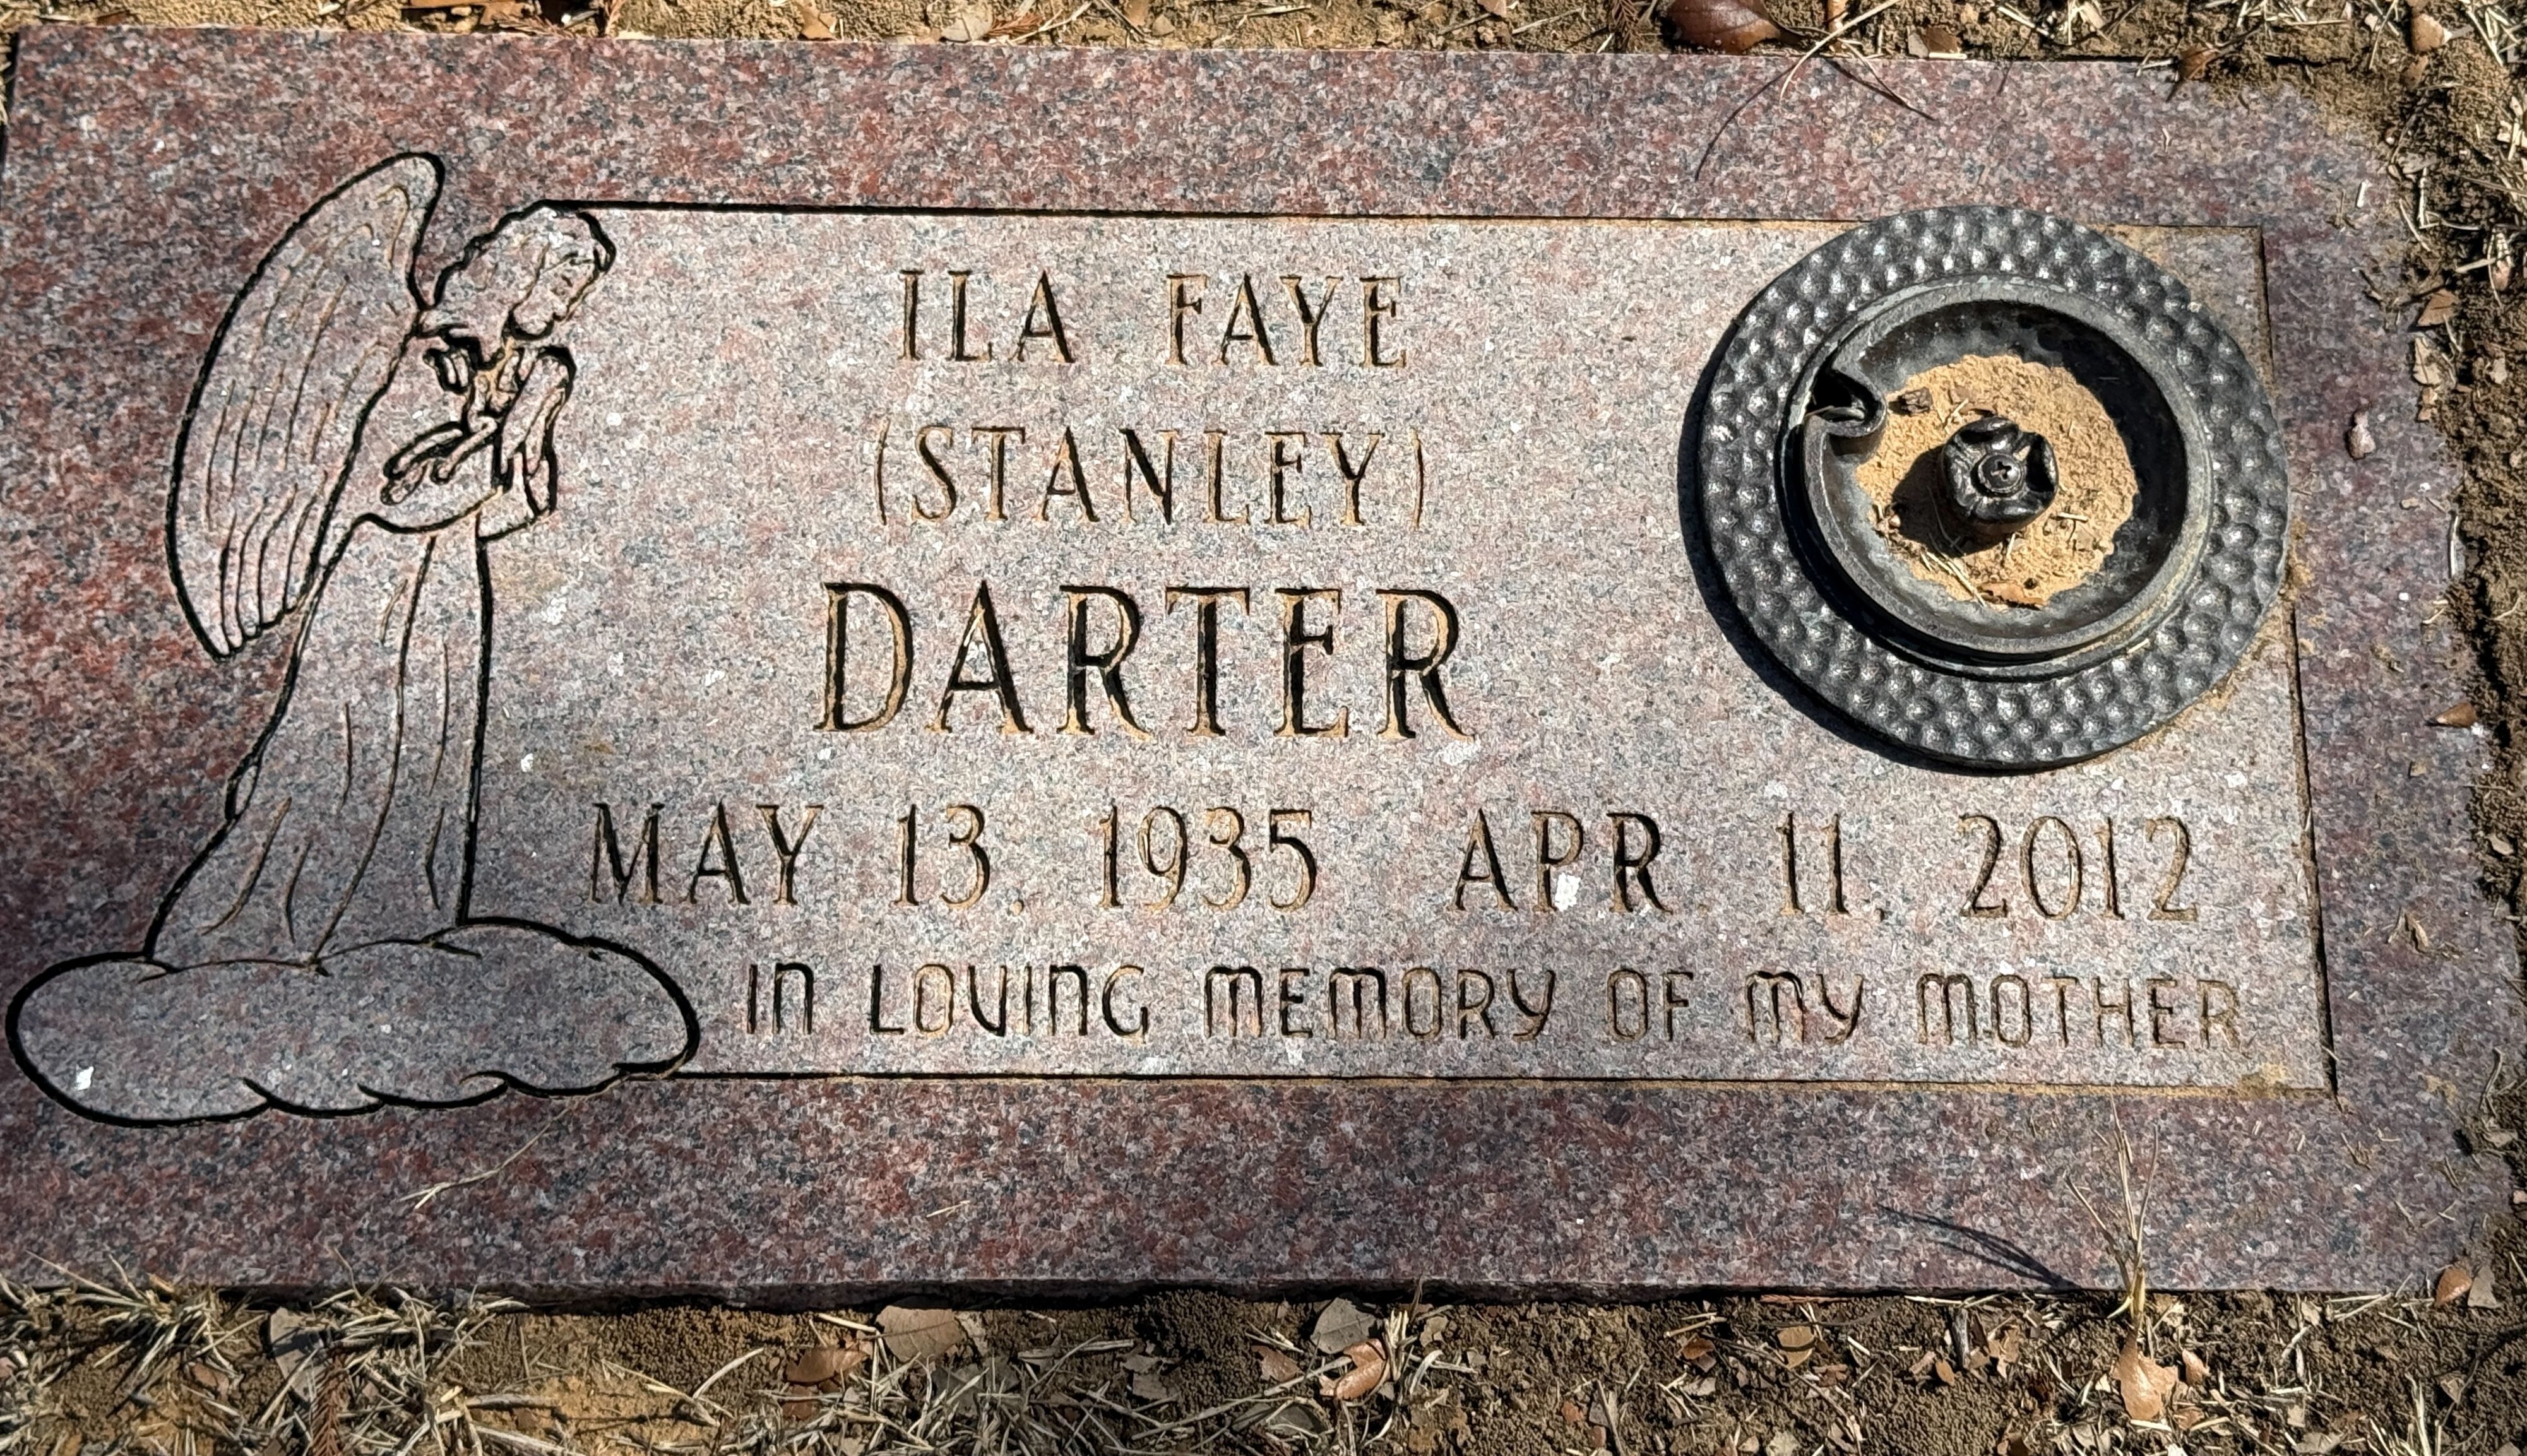 ILA FAYE
(STANLEY)
DARTER
MAY 13, 1935 APR. 11, 2012
IN LOVING MEMORY OF MY MOTHER